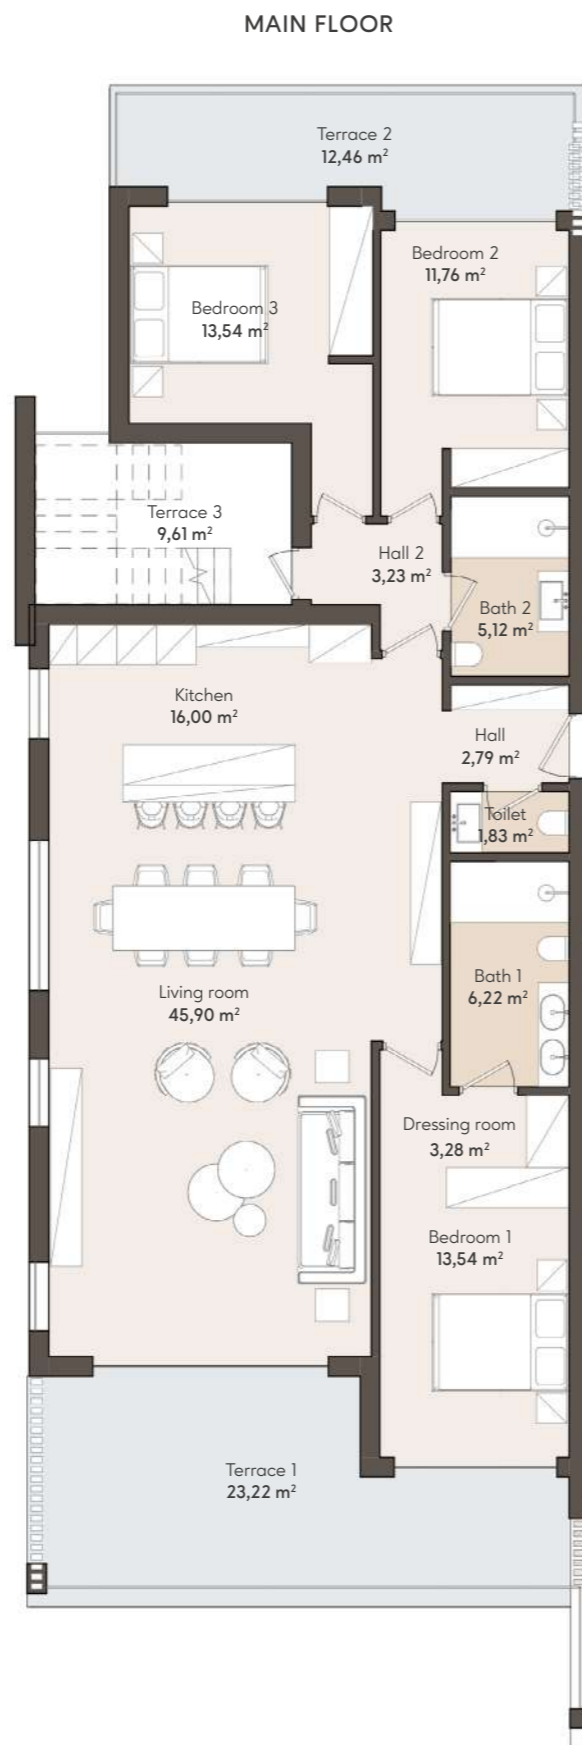 MAIN FLOOR
Terrace 2
12,46 m²
Bedroom 2
11,76 m²
Bedroom 3
13,54 m²
Terrace 3
9,61 m²
Hall 2
3,23 m²
Bath 2
5,12 m²
Kitchen
16,00 m²
Hall
2,79 m²
Toilet
1,83 m²
Living room
45,90 m²
Bath 1
6,22 m²
Dressing room
3,28 m²
Bedroom 1
13,54 m²
Terrace 1
23,22 m²